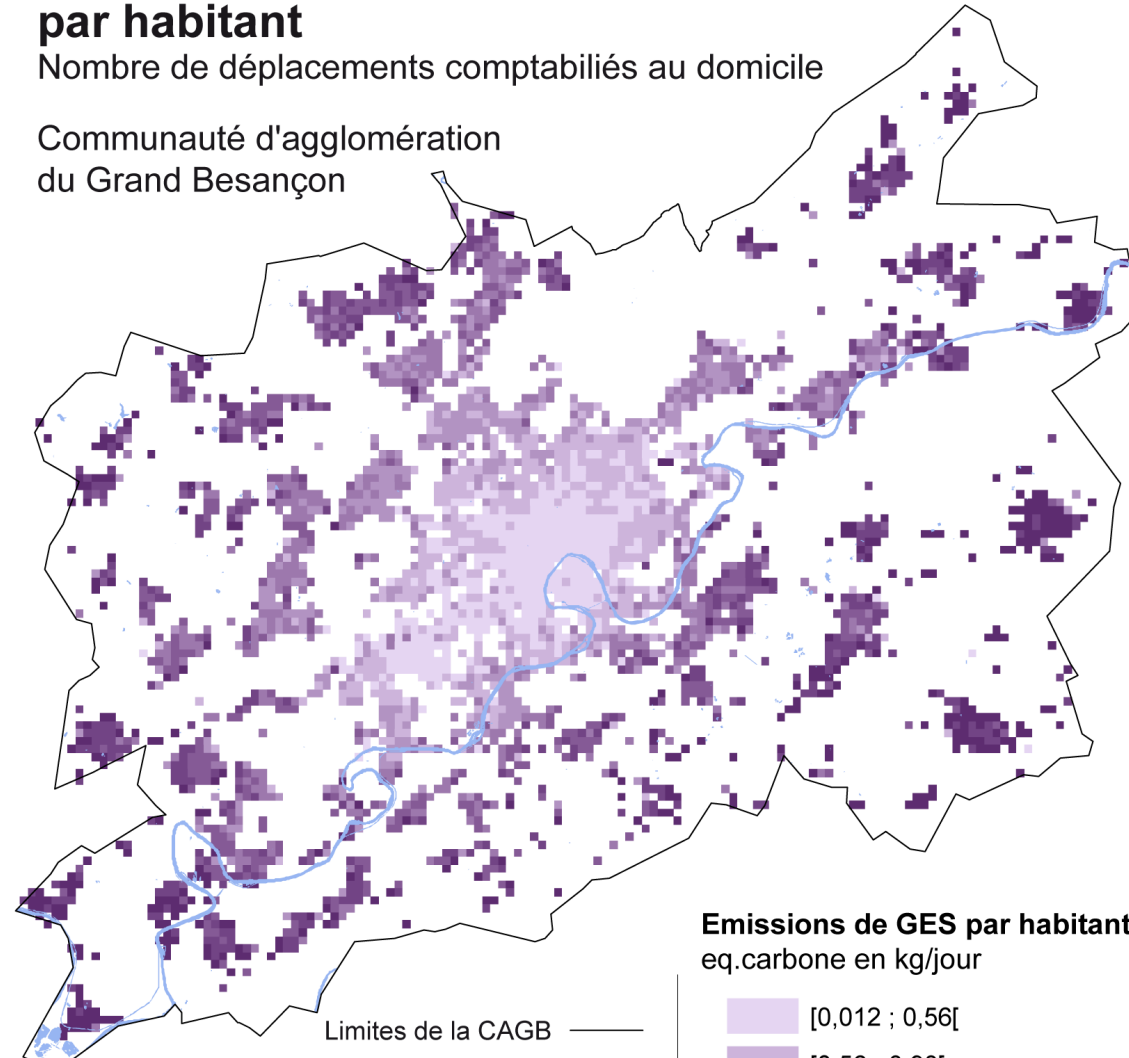 par habitant
Nombre de déplacements comptabiliés au domicile
Communauté d'agglomération
du Grand Besançon
Emissions de GES par habitant
eq.carbone en kg/jour
[0,012 ; 0,56[
Limites de la CAGB